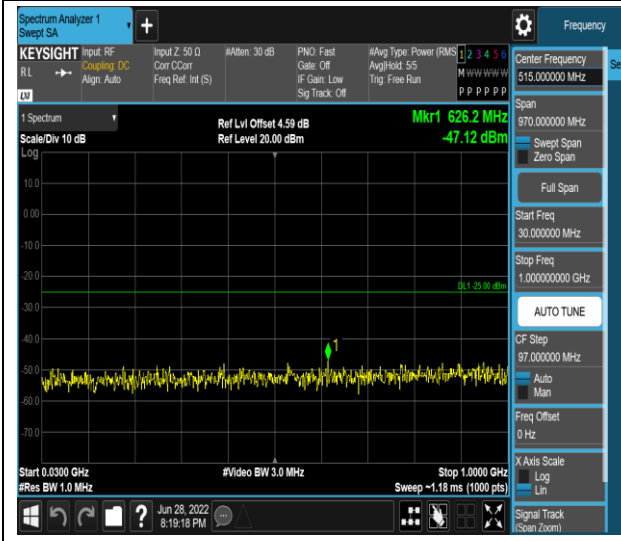 Spectrum Analyzer 1
Swept SA
+
Frequency
KEYSIGHT
RL
LXI
Input: RF
Coupling: DC
Align: Auto
Input Z: 50 Ω
Corr CCorr
Freq Ref: Int (S)
#Atten: 30 dB
PNO: Fast
Gate: Off
IF Gain: Low
Sig Track: Off
#Avg Type: Power (RMS
Avg|Hold: 5/5
Trig: Free Run
1 2 3 4 5 6
M W W W W W
P P P P P P
1 Spectrum
Scale/Div 10 dB
Log
Ref Lvl Offset 4.59 dB
Ref Level 20.00 dBm
Mkr1 626.2 MHz
-47.12 dBm
10.0
0.00
-10.0
-20.0
DL1 -25.00 dBm
-30.0
-40.0
1
-50.0
-60.0
-70.0
Start 0.0300 GHz
#Res BW 1.0 MHz
#Video BW 3.0 MHz
Stop 1.0000 GHz
Sweep ~1.18 ms (1000 pts)
Center Frequency
515.000000 MHz
Se
Span
970.000000 MHz
Swept Span
Zero Span
Full Span
Start Freq
30.000000 MHz
Stop Freq
1.000000000 GHz
AUTO TUNE
CF Step
97.000000 MHz
Auto
Man
Freq Offset
0 Hz
X Axis Scale
Log
Lin
Signal Track
(Span Zoom)
?
Jun 28, 2022
8:19:18 PM